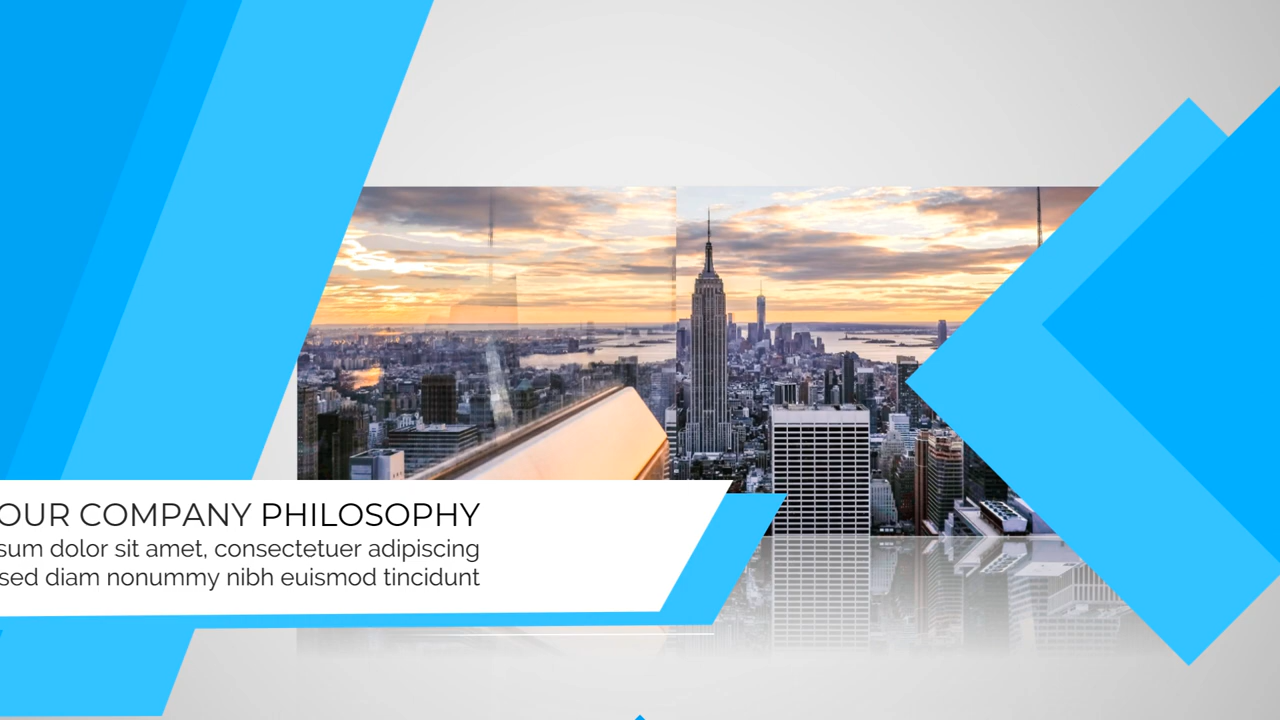 OUR COMPANY PHILOSOPHY
sum dolor sit amet, consectetuer adipiscing
sed diam nonummy nibh euismod tincidunt